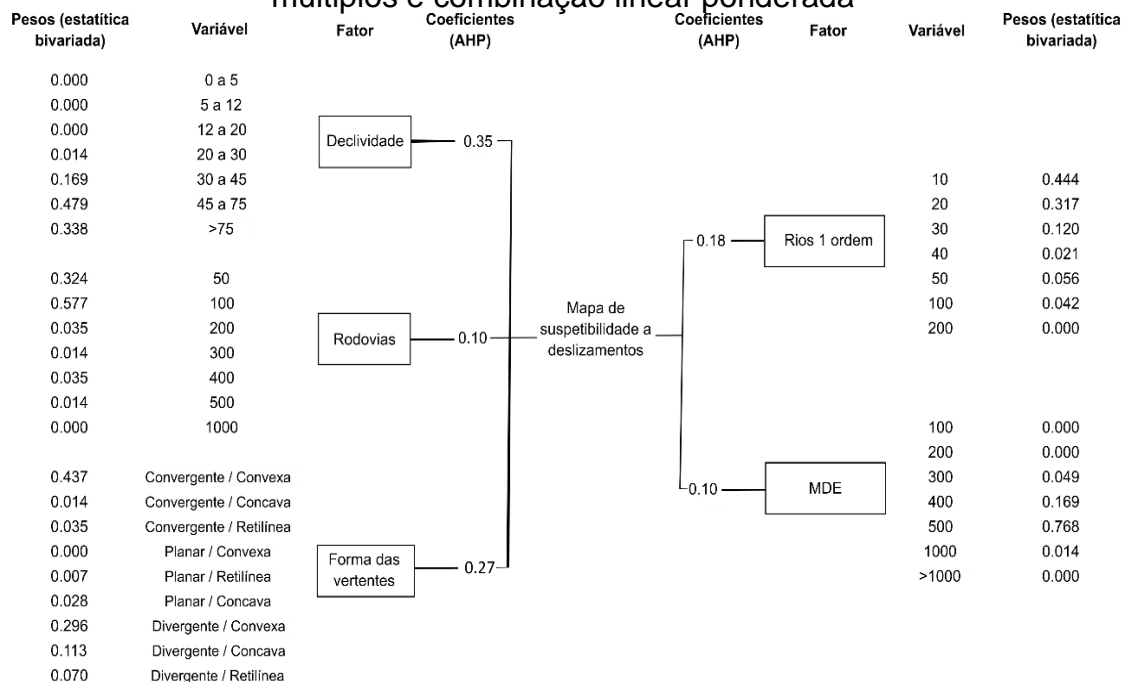 múltiplos e combinação linear ponderada
Pesos (estatítica bivariada) Variável Fator Coeficientes (AHP)
0.000 0 a 5
0.000 5 a 12
0.000 12 a 20
0.014 20 a 30
0.169 30 a 45
0.479 45 a 75
0.338 >75
Declividade 0.35
0.324 50
0.577 100
0.035 200
0.014 300
0.035 400
0.014 500
0.000 1000
Rodovias 0.10
0.437 Convergente / Convexa
0.014 Convergente / Concava
0.035 Convergente / Retilínea
0.000 Planar / Convexa
0.007 Planar / Retilínea
0.028 Planar / Concava
0.296 Divergente / Convexa
0.113 Divergente / Concava
0.070 Divergente / Retilínea
Forma das
vertentes
0.27
Mapa de
suspetibilidade a
deslizamentos
Coeficientes (AHP) Fator Variável Pesos (estatítica bivariada)
0.18 Rios 1 ordem
10 0.444
20 0.317
30 0.120
40 0.021
50 0.056
100 0.042
200 0.000
0.10 MDE
100 0.000
200 0.000
300 0.049
400 0.169
500 0.768
1000 0.014
>1000 0.000